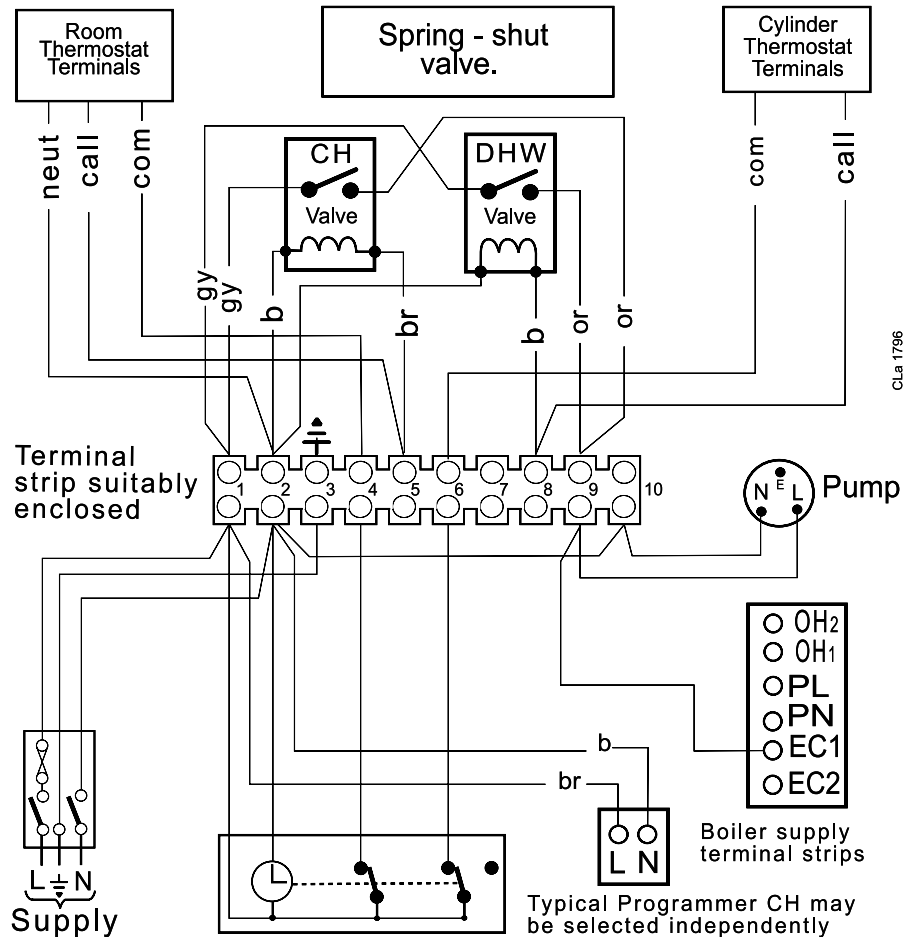 Room
Thermostat
Terminals
Spring - shut
valve.
Cylinder
Thermostat
Terminals
neut
call
com
com
call
CH
Valve
DHW
Valve
gy
gy
b
br
b
or
or
CLa 1796
Terminal
strip suitably
enclosed
1
2
3
4
5
6
7
8
9
10
N E L
Pump
OH2
OH1
PL
PN
EC1
EC2
Boiler supply
terminal strips
b
br
L N
Typical Programmer CH may
be selected independently
L N
Supply